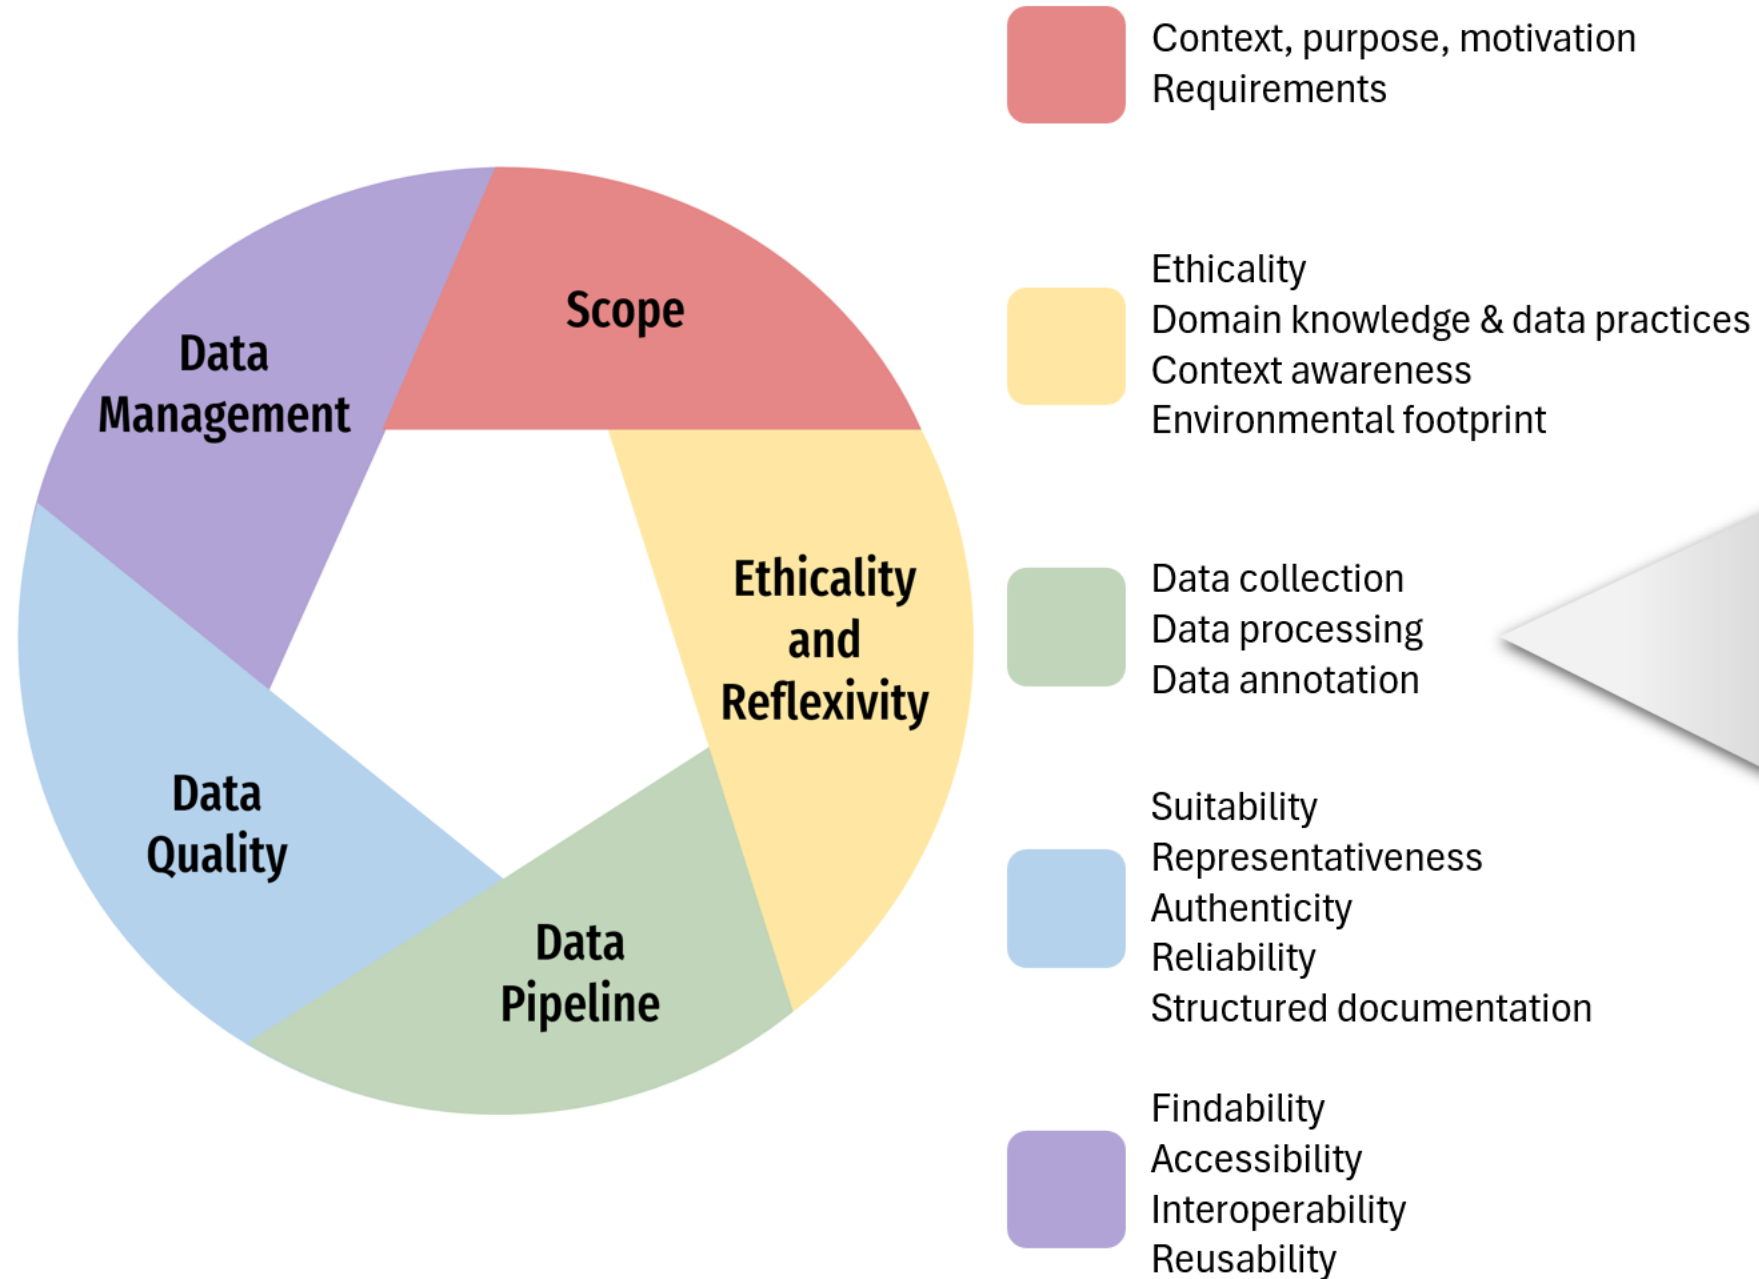 Scope
Ethicality
and
Reflexivity
Data
Pipeline
Data
Quality
Data
Management
Context, purpose, motivation
Requirements
Ethicality
Domain knowledge & data practices
Context awareness
Environmental footprint
Data collection
Data processing
Data annotation
Suitability
Representativeness
Authenticity
Reliability
Structured documentation
Findability
Accessibility
Interoperability
Reusability